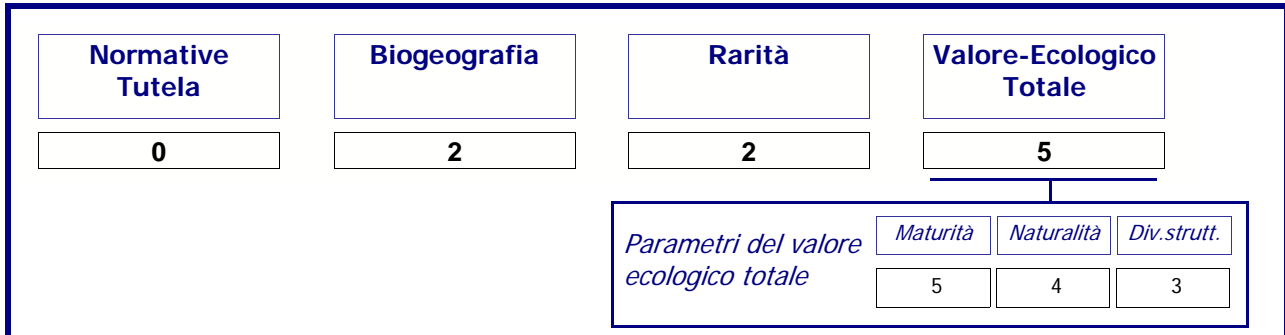 Normative Tutela
Biogeografia
Rarità
Valore-Ecologico Totale
0
2
2
5
Parametri del valore ecologico totale
Maturità
Naturalità
Div.strutt.
5
4
3